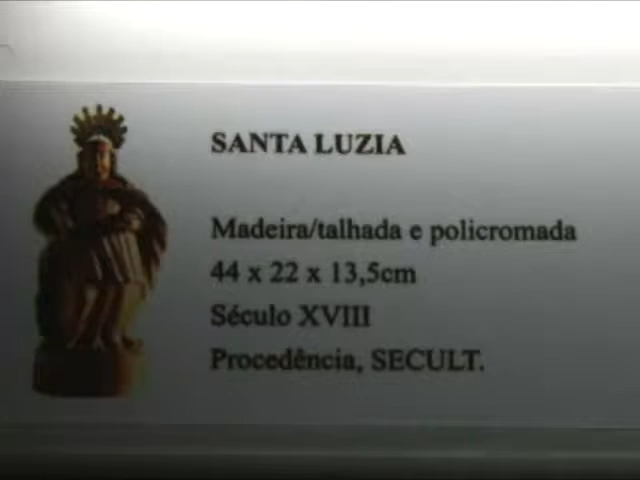 SANTA LUZIA
Madeira/talhada e policromada
44 x 22 x 13,5cm
Século XVIII
Procedência, SECULT.